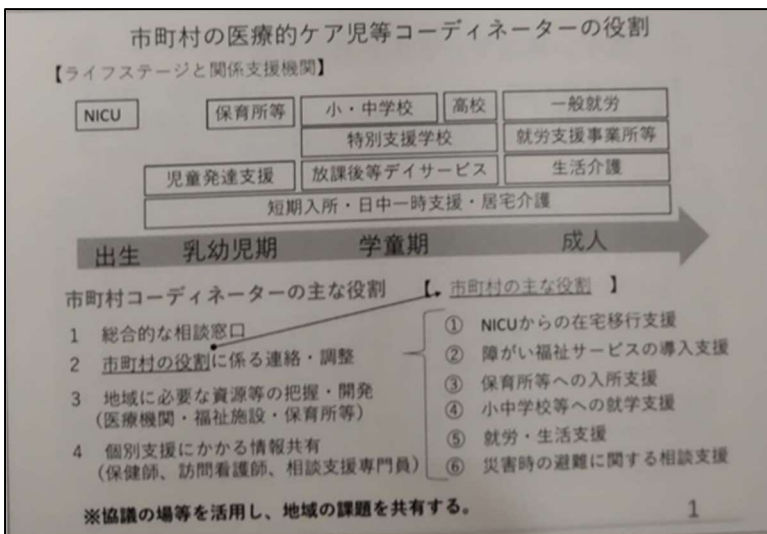 市町村の医療的ケア児等コーディネーターの役割
【ライフステージと関係支援機関】
NICU
保育所等
小・中学校
高校
一般就労
特別支援学校
就労支援事業所等
児童発達支援
放課後等デイサービス
生活介護
短期入所・日中一時支援・居宅介護
出生
乳幼児期
学童期
成人
市町村コーディネーターの主な役割
1 総合的な相談窓口
2 市町村の役割に係る連絡・調整
3 地域に必要な資源等の把握・開発
(医療機関・福祉施設・保育所等)
4 個別支援にかかる情報共有
(保健師、訪問看護師、相談支援専門員)
【 市町村の主な役割 】
① NICUからの在宅移行支援
② 障がい福祉サービスの導入支援
③ 保育所等への入所支援
④ 小中学校等への就学支援
⑤ 就労・生活支援
⑥ 災害時の避難に関する相談支援
※協議の場等を活用し、地域の課題を共有する。
1